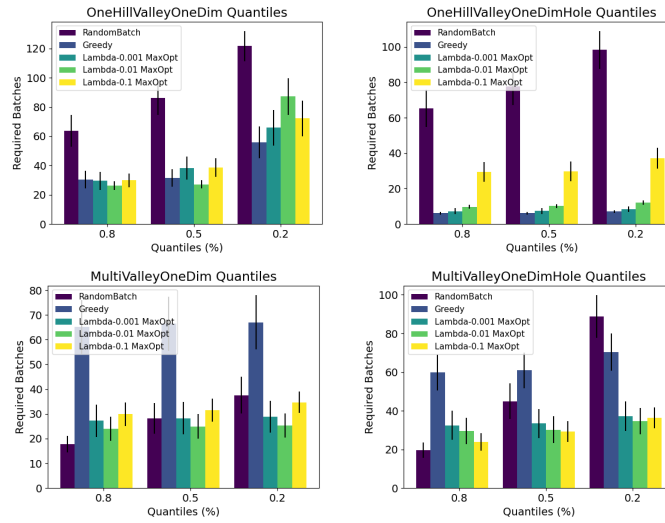 OneHillValleyOneDim Quantiles
Required Batches
120
100
80
60
40
20
0
RandomBatch
Greedy
Lambda-0.001 MaxOpt
Lambda-0.01 MaxOpt
Lambda-0.1 MaxOpt
0.8
0.5
0.2
Quantiles (%)
OneHillValleyOneDimHole Quantiles
Required Batches
100
80
60
40
20
0
RandomBatch
Greedy
Lambda-0.001 MaxOpt
Lambda-0.01 MaxOpt
Lambda-0.1 MaxOpt
0.8
0.5
0.2
Quantiles (%)
MultiValleyOneDim Quantiles
Required Batches
80
70
60
50
40
30
20
10
0
RandomBatch
Greedy
Lambda-0.001 MaxOpt
Lambda-0.01 MaxOpt
Lambda-0.1 MaxOpt
0.8
0.5
0.2
Quantiles (%)
MultiValleyOneDimHole Quantiles
Required Batches
100
80
60
40
20
0
RandomBatch
Greedy
Lambda-0.001 MaxOpt
Lambda-0.01 MaxOpt
Lambda-0.1 MaxOpt
0.8
0.5
0.2
Quantiles (%)